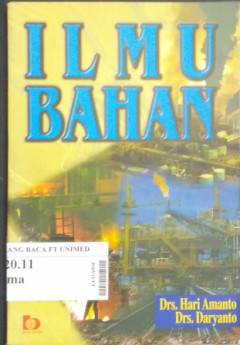 ILMU
BAHAN
ANG BACA FT UNIMED
20.11
ma
Drs. Hari Amanto
Drs. Daryanto